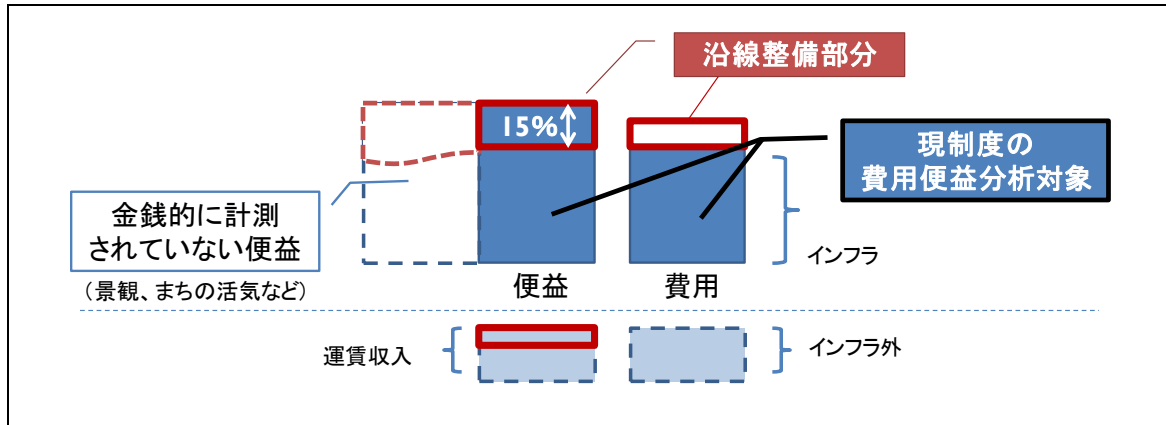 沿線整備部分
15%
現制度の
費用便益分析対象
金銭的に計測
されていない便益
（景観、まちの活気など）
インフラ
便益
費用
運賃収入
インフラ外